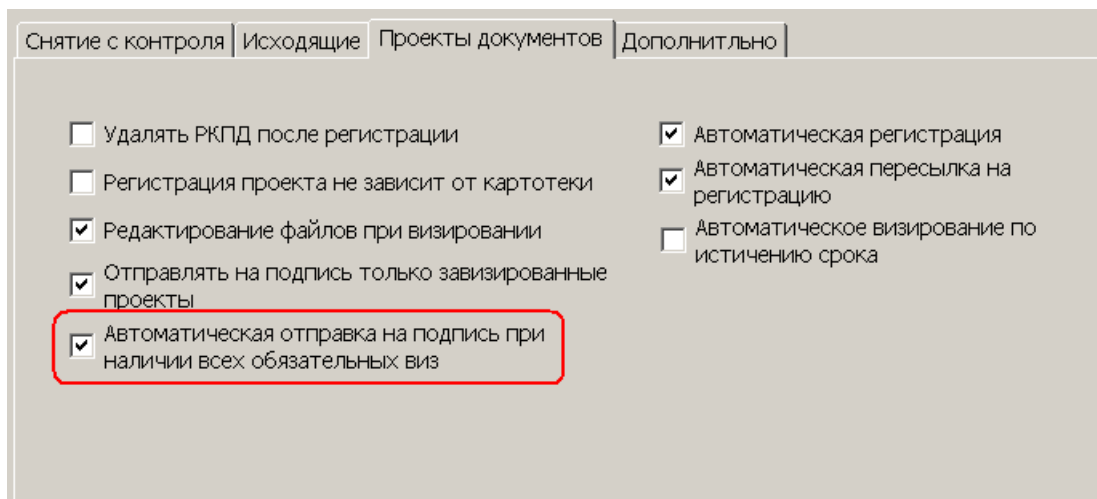 Снятие с контроля Исходящие Проекты документов Дополнитльно
Удалять РКПД после регистрации
Регистрация проекта не зависит от картотеки
Редактирование файлов при визировании
Отправлять на подпись только завизированные
проекты
Автоматическая отправка на подпись при
наличии всех обязательных виз
Автоматическая регистрация
Автоматическая пересылка на
регистрацию
Автоматическое визирование по
истичению срока